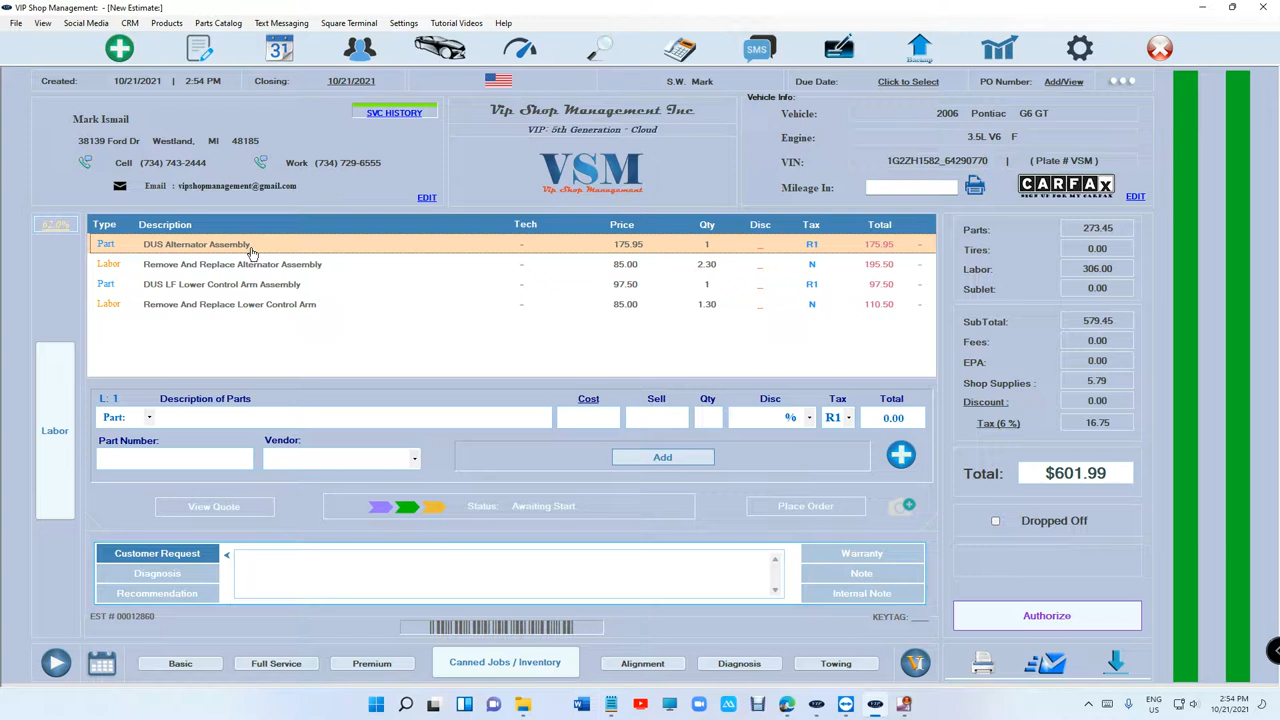 VIP Shop Management: - [New Estimate:]
File View Social Media CRM Products Parts Catalog Text Messaging Square Terminal Settings Tutorial Videos Help
31 SMS Backup
Created: 10/21/2021 | 2:54 PM Closing: 10/21/2021 S.W. Mark Due Date: Click to Select PO Number: Add/View
Mark Ismail
SVC HISTORY
38139 Ford Dr Westland, MI 48185
Cell (734) 743-2444 Work (734) 729-6555
Email : vipshopmanagement@gmail.com
EDIT
Vip Shop Management Inc
VIP: 5th Generation - Cloud
VSM
Vip Shop Management
Vehicle Info:
Vehicle: 2006 Pontiac G6 GT
Engine: 3.5L V6 F
VIN: 1G2ZH1582_64290770 | ( Plate # VSM )
Mileage In: CARFAX
SIGN UP FOR MY CARFAX
EDIT
62.0%
Type Description Tech Price Qty Disc Tax Total
Part DUS Alternator Assembly - 175.95 1 _ R1 175.95 -
Labor Remove And Replace Alternator Assembly - 85.00 2.30 _ N 195.50 -
Part DUS LF Lower Control Arm Assembly - 97.50 1 _ R1 97.50 -
Labor Remove And Replace Lower Control Arm - 85.00 1.30 _ N 110.50 -
Labor
L: 1 Description of Parts Cost Sell Qty Disc Tax Total
Part: % R1 0.00
Part Number: Vendor:
Add
View Quote Status: Awaiting Start Place Order
Customer Request < Warranty
Diagnosis Note
Recommendation Internal Note
EST # 00012860 KEYTAG: ____
Parts: 273.45
Tires: 0.00
Labor: 306.00
Sublet: 0.00
SubTotal: 579.45
Fees: 0.00
EPA: 0.00
Shop Supplies : 5.79
Discount : 0.00
Tax (6 %) 16.75
Total: $601.99
Dropped Off
Authorize
Basic Full Service Premium Canned Jobs / Inventory Alignment Diagnosis Towing
ENG
US
2:54 PM
10/21/2021